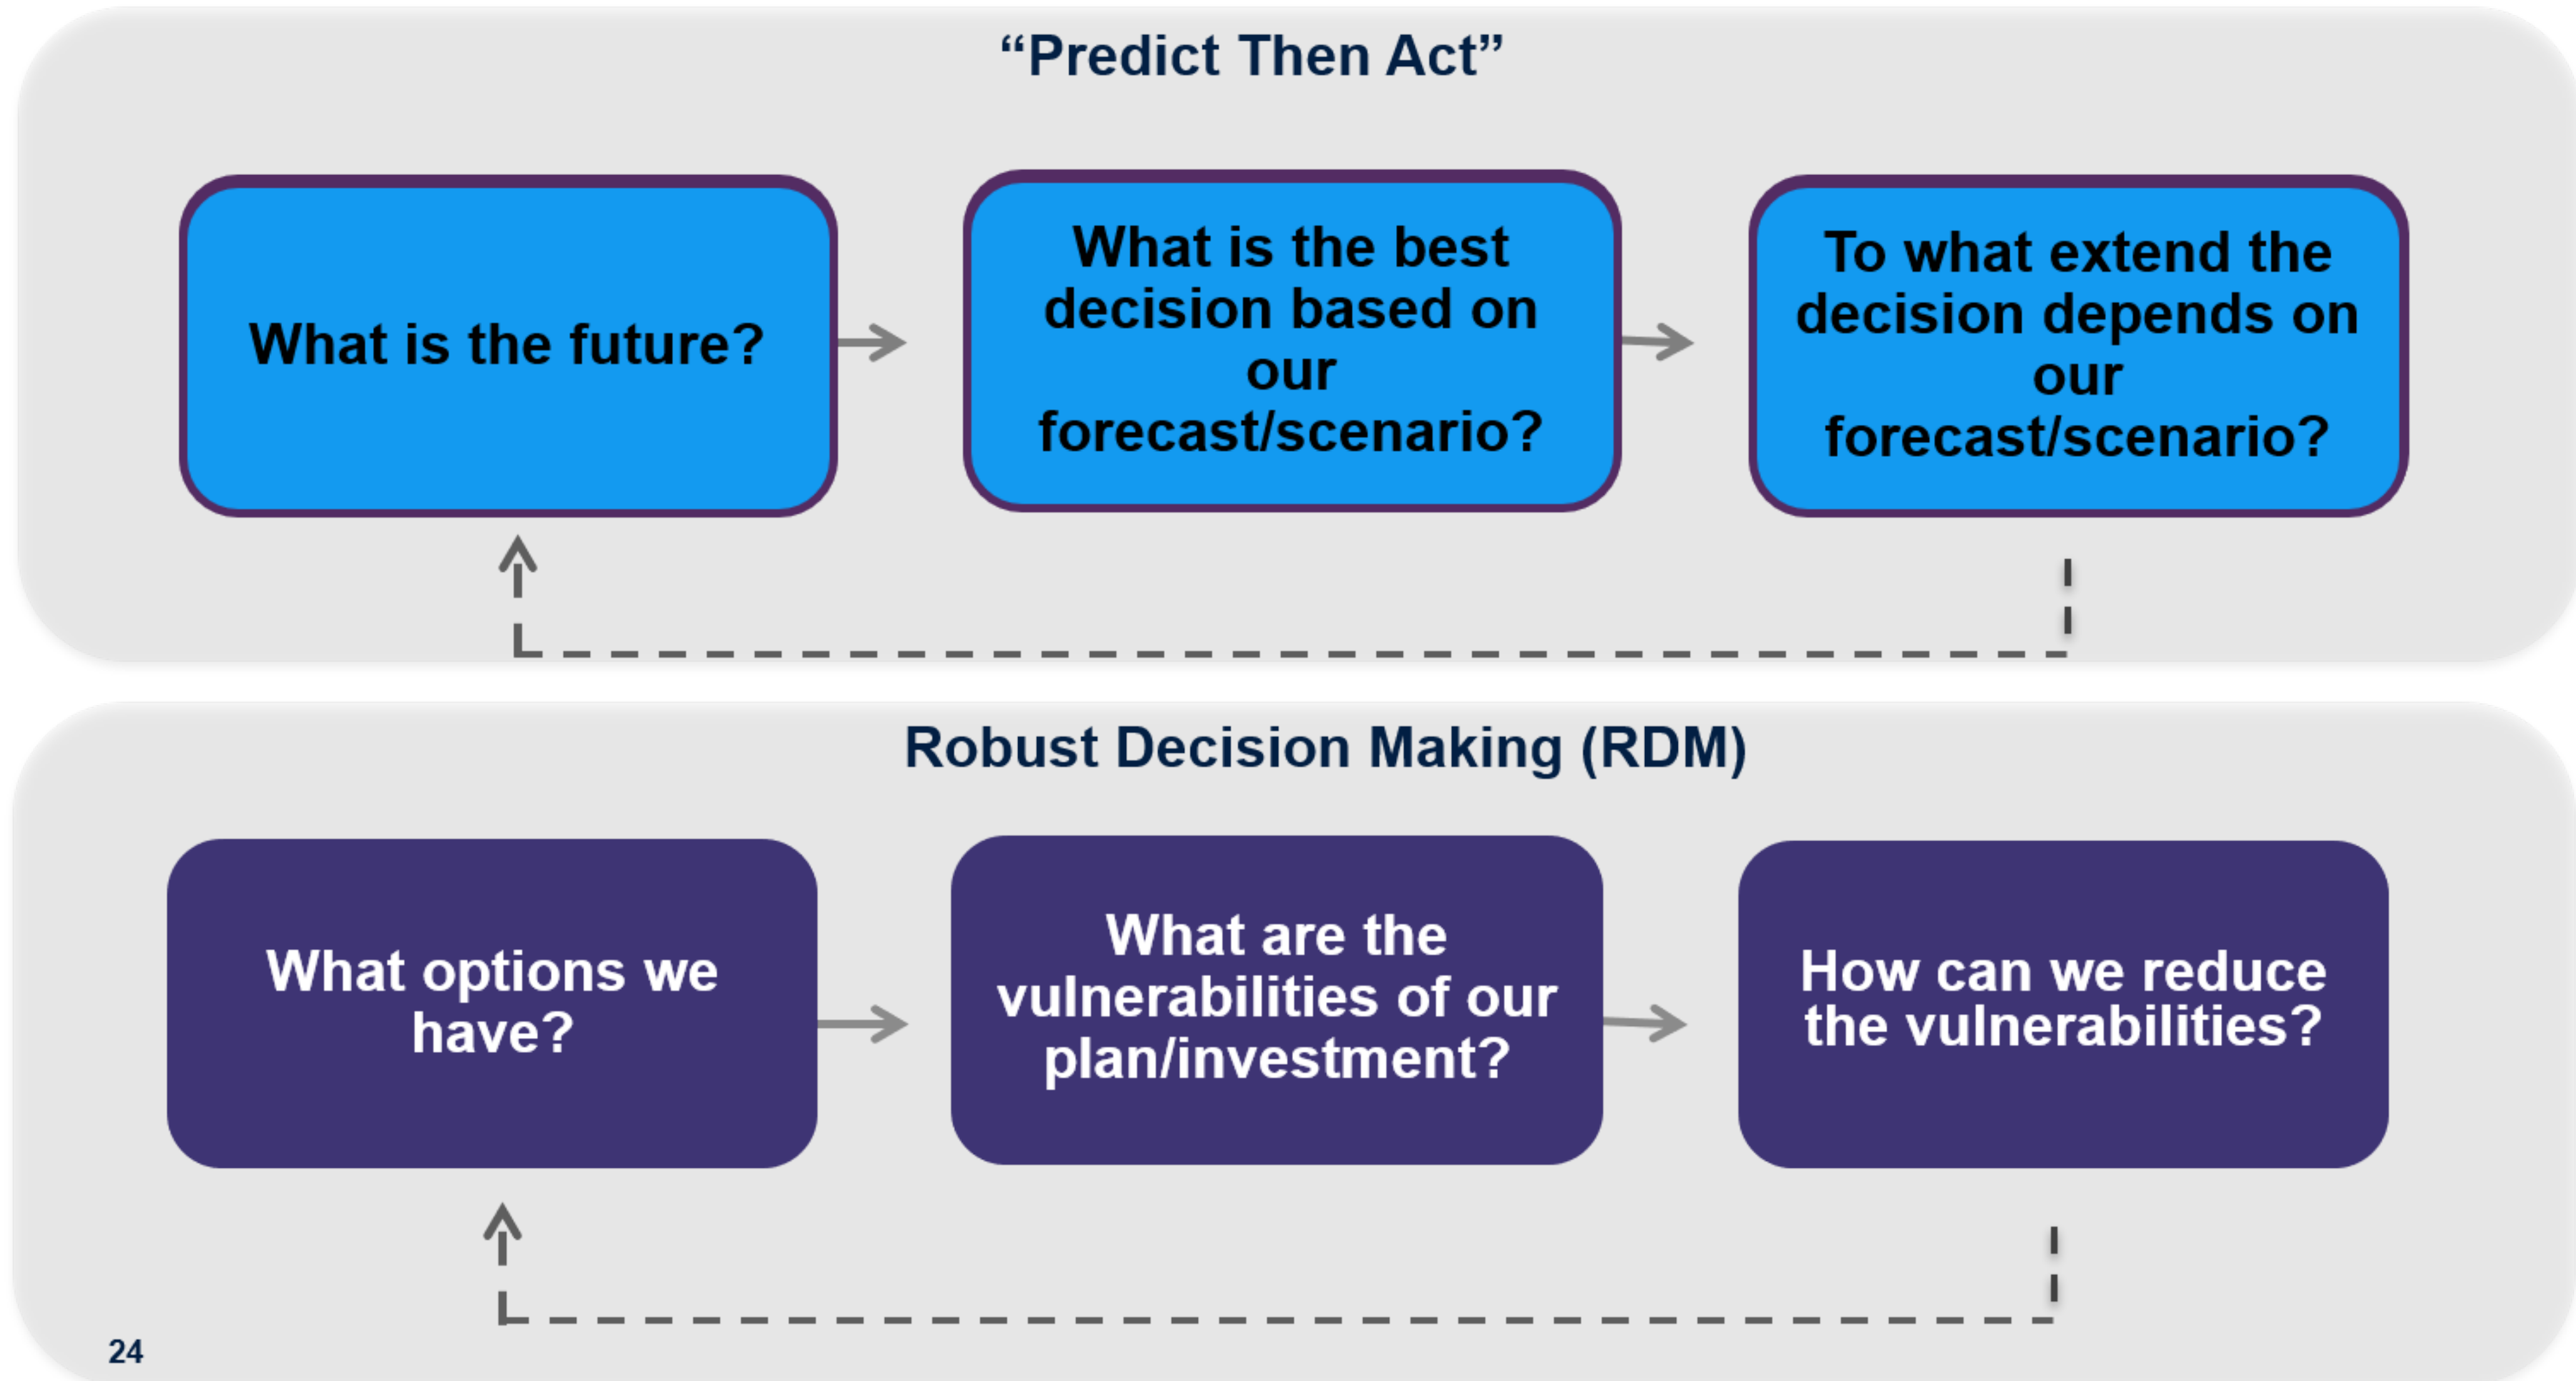 “Predict Then Act”
What is the future?
What is the best
decision based on
our
forecast/scenario?
To what extend the
decision depends on
our
forecast/scenario?
Robust Decision Making (RDM)
What options we
have?
What are the
vulnerabilities of our
plan/investment?
How can we reduce
the vulnerabilities?
24